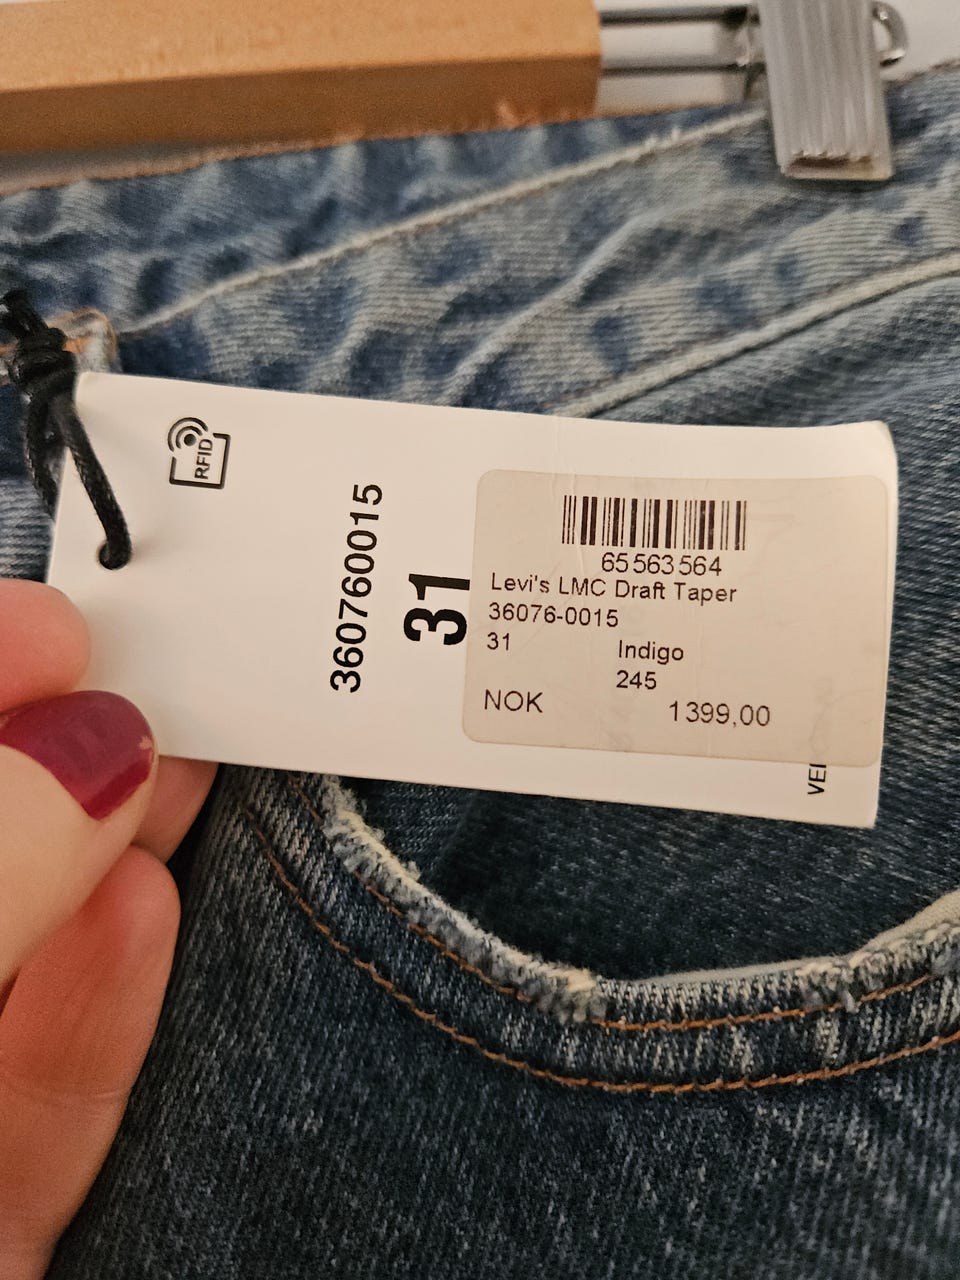 RFID
360760015
31
65563564
Levi's LMC Draft Taper
36076-0015
31
Indigo
245
NOK 1399,00